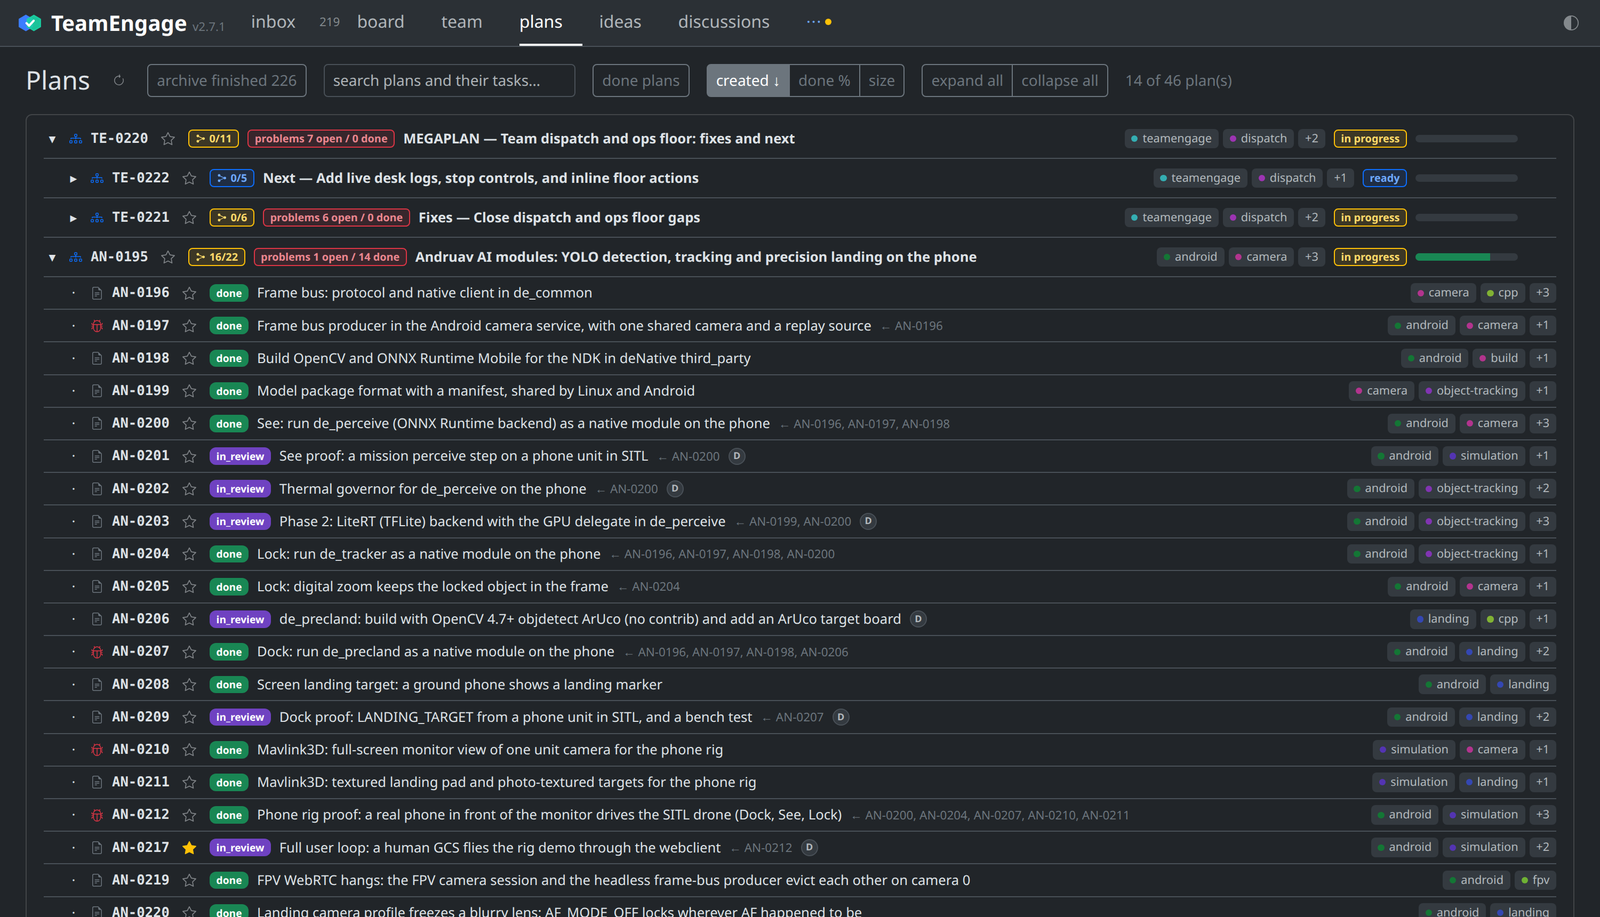 TeamEngage v2.7.1 inbox 219 board team plans ideas discussions ...
Plans archive finished 226 search plans and their tasks... done plans created ↓ done % size expand all collapse all 14 of 46 plan(s)
TE-0220 0/11 problems 7 open / 0 done MEGAPLAN — Team dispatch and ops floor: fixes and next teamengage dispatch +2 in progress
TE-0222 0/5 Next — Add live desk logs, stop controls, and inline floor actions teamengage dispatch +1 ready
TE-0221 0/6 problems 6 open / 0 done Fixes — Close dispatch and ops floor gaps teamengage dispatch +2 in progress
AN-0195 16/22 problems 1 open / 14 done Andruav AI modules: YOLO detection, tracking and precision landing on the phone android camera +3 in progress
AN-0196 done Frame bus: protocol and native client in de_common camera cpp +3
AN-0197 done Frame bus producer in the Android camera service, with one shared camera and a replay source ← AN-0196 android camera +1
AN-0198 done Build OpenCV and ONNX Runtime Mobile for the NDK in deNative third_party android build +1
AN-0199 done Model package format with a manifest, shared by Linux and Android camera object-tracking +1
AN-0200 done See: run de_perceive (ONNX Runtime backend) as a native module on the phone ← AN-0196, AN-0197, AN-0198 android camera +3
AN-0201 in_review See proof: a mission perceive step on a phone unit in SITL ← AN-0200 D android simulation +1
AN-0202 in_review Thermal governor for de_perceive on the phone ← AN-0200 D android object-tracking +2
AN-0203 in_review Phase 2: LiteRT (TFLite) backend with the GPU delegate in de_perceive ← AN-0199, AN-0200 D android object-tracking +3
AN-0204 done Lock: run de_tracker as a native module on the phone ← AN-0196, AN-0197, AN-0198, AN-0200 android object-tracking +1
AN-0205 done Lock: digital zoom keeps the locked object in the frame ← AN-0204 android camera +1
AN-0206 in_review de_precland: build with OpenCV 4.7+ objdetect ArUco (no contrib) and add an ArUco target board D landing cpp +1
AN-0207 done Dock: run de_precland as a native module on the phone ← AN-0196, AN-0197, AN-0198, AN-0206 android landing +2
AN-0208 done Screen landing target: a ground phone shows a landing marker android landing
AN-0209 in_review Dock proof: LANDING_TARGET from a phone unit in SITL, and a bench test ← AN-0207 D android landing +2
AN-0210 done Mavlink3D: full-screen monitor view of one unit camera for the phone rig simulation camera +1
AN-0211 done Mavlink3D: textured landing pad and photo-textured targets for the phone rig simulation landing +1
AN-0212 done Phone rig proof: a real phone in front of the monitor drives the SITL drone (Dock, See, Lock) ← AN-0200, AN-0204, AN-0207, AN-0210, AN-0211 android simulation +3
AN-0217 in_review Full user loop: a human GCS flies the rig demo through the webclient ← AN-0212 D android simulation +2
AN-0219 done FPV WebRTC hangs: the FPV camera session and the headless frame-bus producer evict each other on camera 0 android fpv
AN-0220 done Landing camera profile freezes a blurry lens: AF_MODE_OFF locks wherever AF happened to be android landing